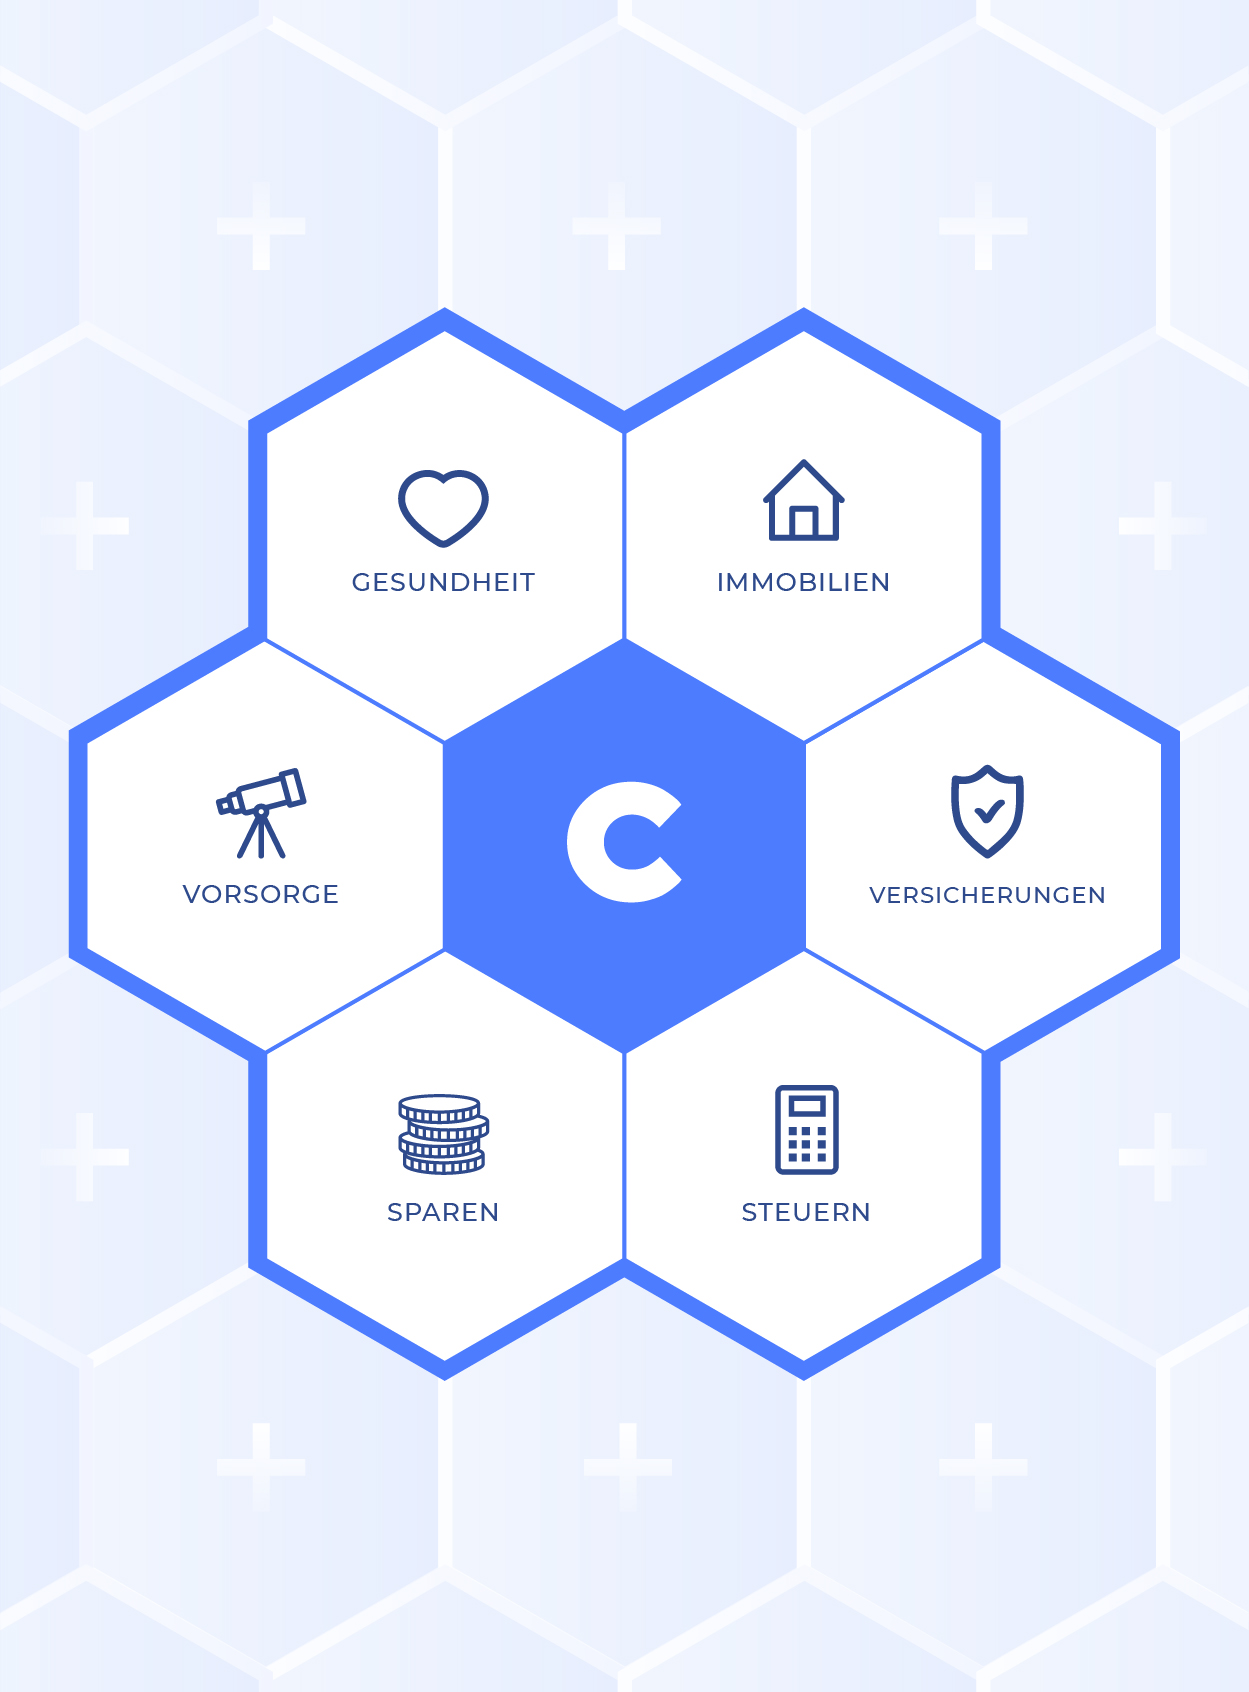 GESUNDHEIT
IMMOBILIEN
VORSORGE
C
VERSICHERUNGEN
SPAREN
STEUERN